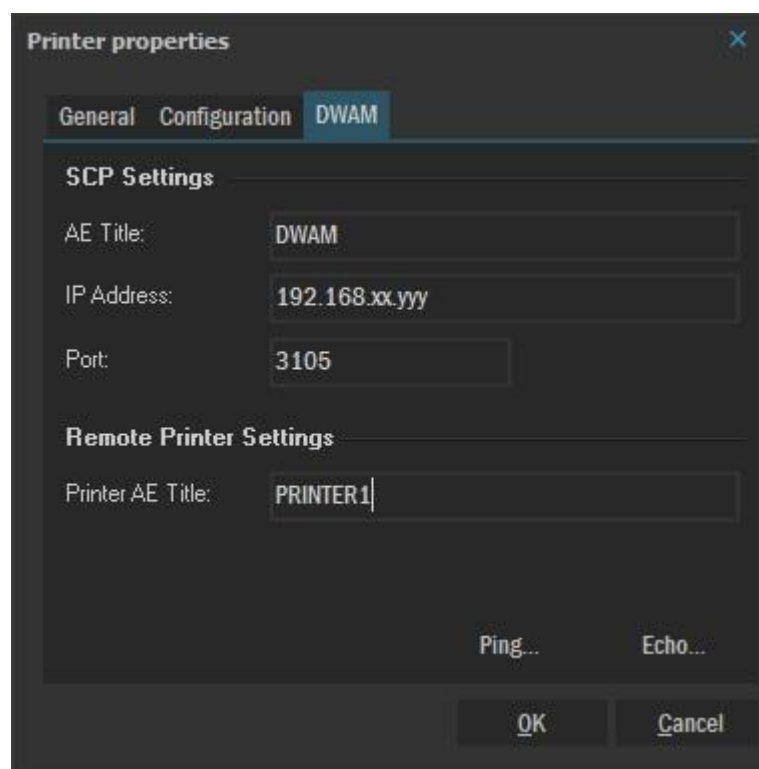 Printer properties
General Configuration DWAM
SCP Settings
AE Title: DWAM
IP Address: 192.168.xx.yyy
Port: 3105
Remote Printer Settings
Printer AE Title: PRINTER1
Ping... Echo...
OK Cancel